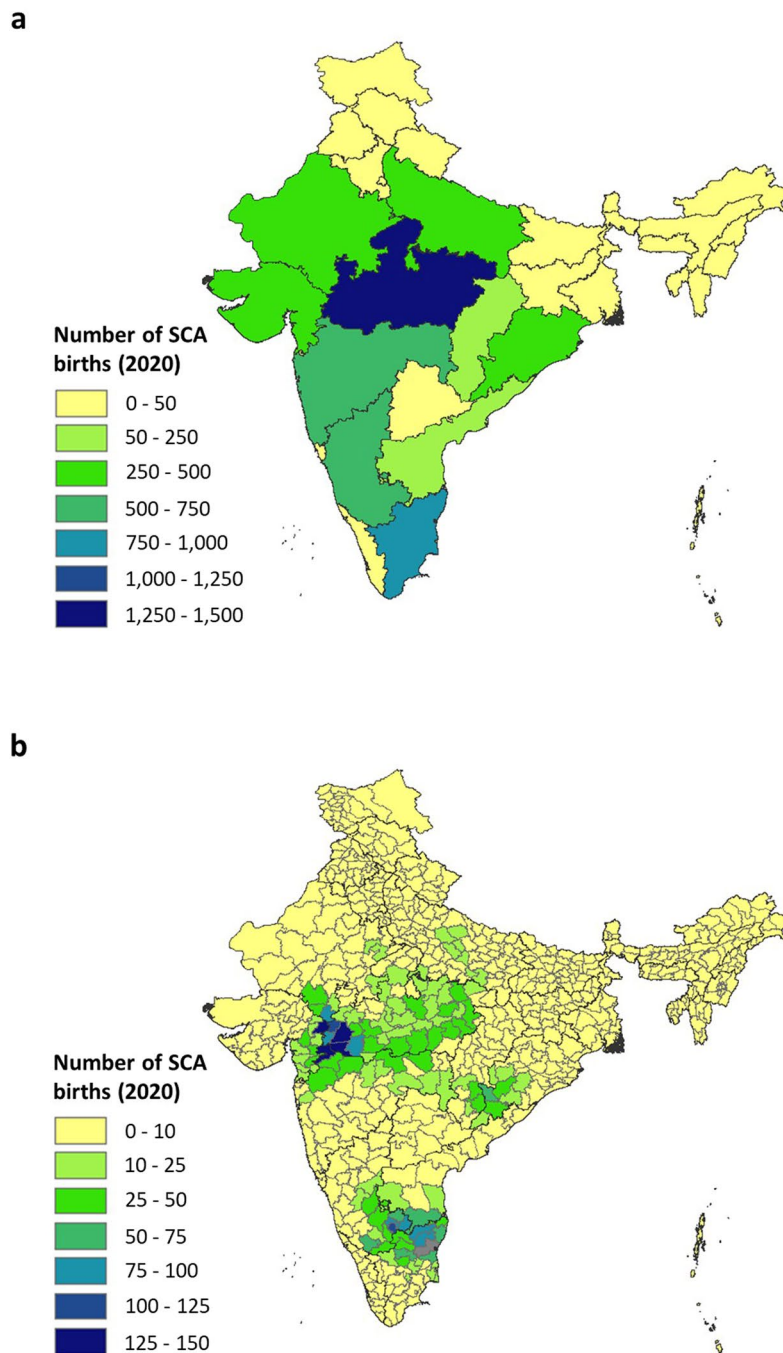 a
Number of SCA
births (2020)
0 - 50
50 - 250
250 - 500
500 - 750
750 - 1,000
1,000 - 1,250
1,250 - 1,500
b
Number of SCA
births (2020)
0 - 10
10 - 25
25 - 50
50 - 75
75 - 100
100 - 125
125 - 150